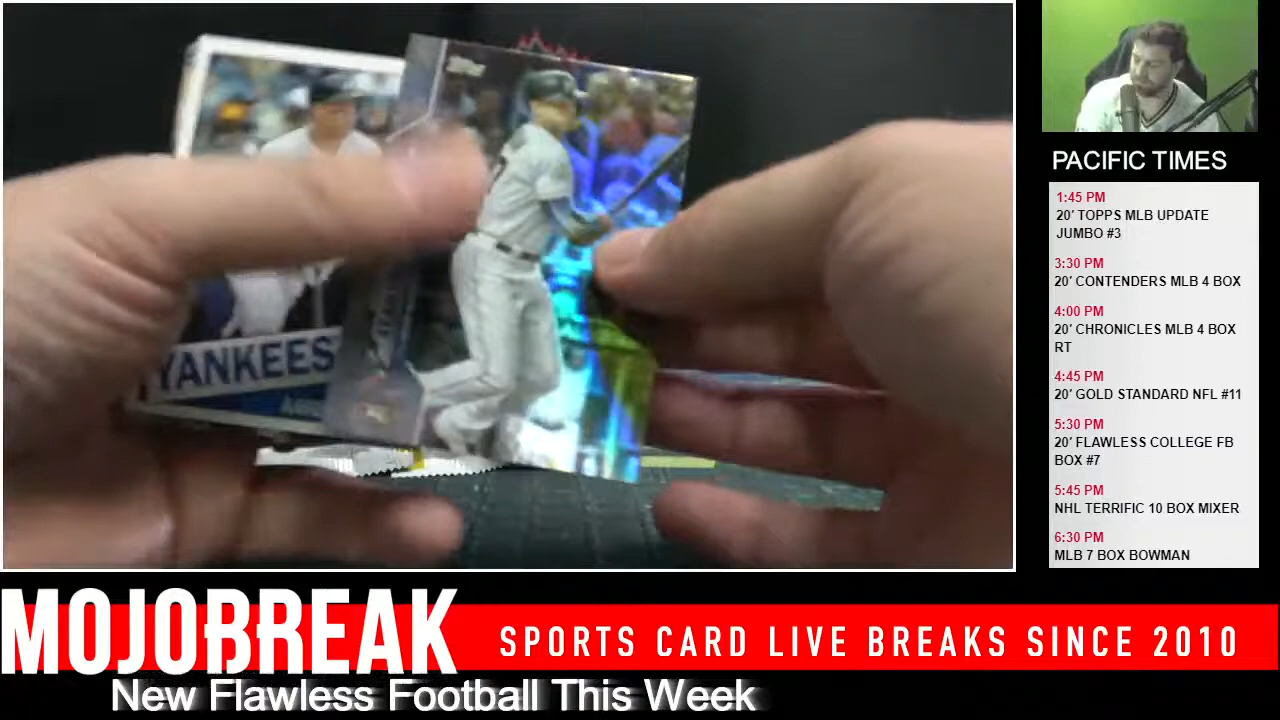 topps
YANKEES
PACIFIC TIMES
1:45 PM
20' TOPPS MLB UPDATE
JUMBO #3
3:30 PM
20' CONTENDERS MLB 4 BOX
4:00 PM
20' CHRONICLES MLB 4 BOX
RT
4:45 PM
20' GOLD STANDARD NFL #11
5:30 PM
20' FLAWLESS COLLEGE FB
BOX #7
5:45 PM
NHL TERRIFIC 10 BOX MIXER
6:30 PM
MLB 7 BOX BOWMAN
MOJOBREAK
SPORTS CARD LIVE BREAKS SINCE 2010
New Flawless Football This Week